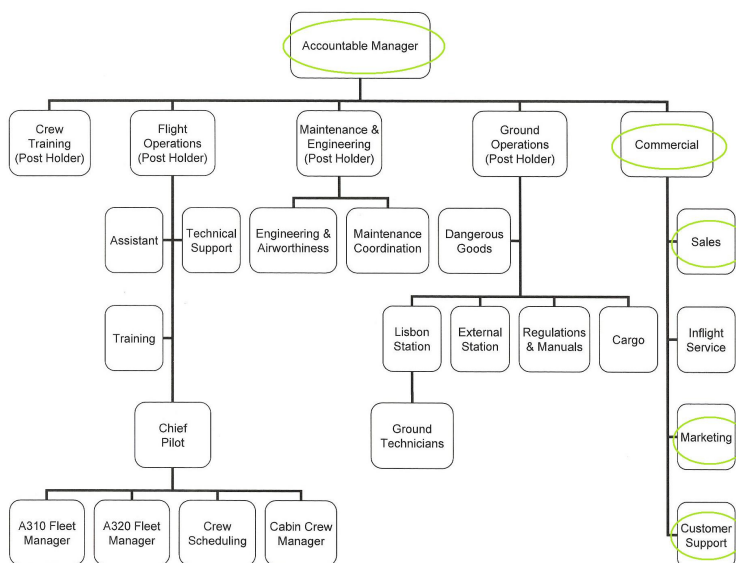 Accountable Manager
Crew
Training
(Post Holder)
Flight
Operations
(Post Holder)
Maintenance &
Engineering
(Post Holder)
Ground
Operations
(Post Holder)
Commercial
Assistant
Technical
Support
Engineering &
Airworthiness
Maintenance
Coordination
Dangerous
Goods
Sales
Training
Lisbon
Station
External
Station
Regulations
& Manuals
Cargo
Inflight
Service
Chief
Pilot
Ground
Technicians
Marketing
A310 Fleet
Manager
A320 Fleet
Manager
Crew
Scheduling
Cabin Crew
Manager
Customer
Support